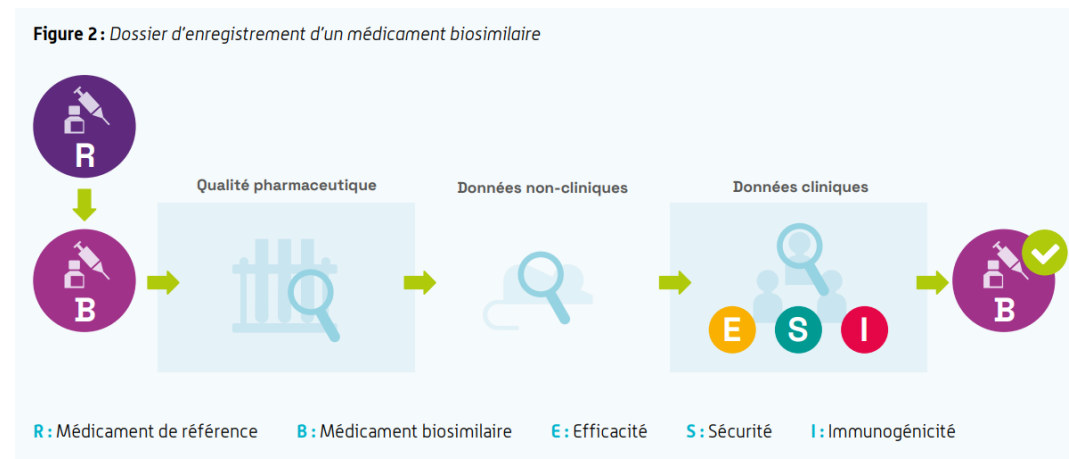 Figure 2 : Dossier d’enregistrement d’un médicament biosimilaire
R
Qualité pharmaceutique
Données non-cliniques
Données cliniques
B
E
S
I
B
R : Médicament de référence
B : Médicament biosimilaire
E : Efficacité
S : Sécurité
I : Immunogénicité